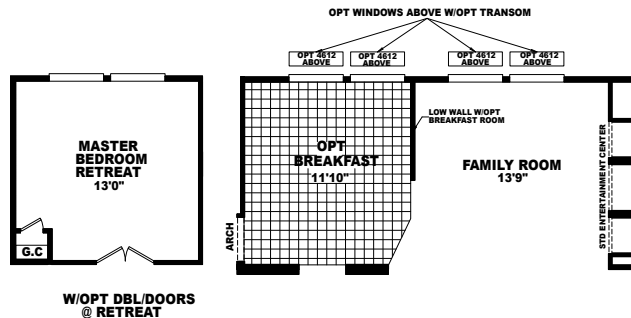 OPT WINDOWS ABOVE W/OPT TRANSOM
OPT 4612
ABOVE
OPT 4612
ABOVE
OPT 4612
ABOVE
OPT 4612
ABOVE
MASTER
BEDROOM
RETREAT
13'0"
G.C
W/OPT DBL/DOORS
@ RETREAT
OPT
BREAKFAST
11'10"
ARCH
LOW WALL W/OPT
BREAKFAST ROOM
FAMILY ROOM
13'9"
STD ENTERTAINMENT CENTER